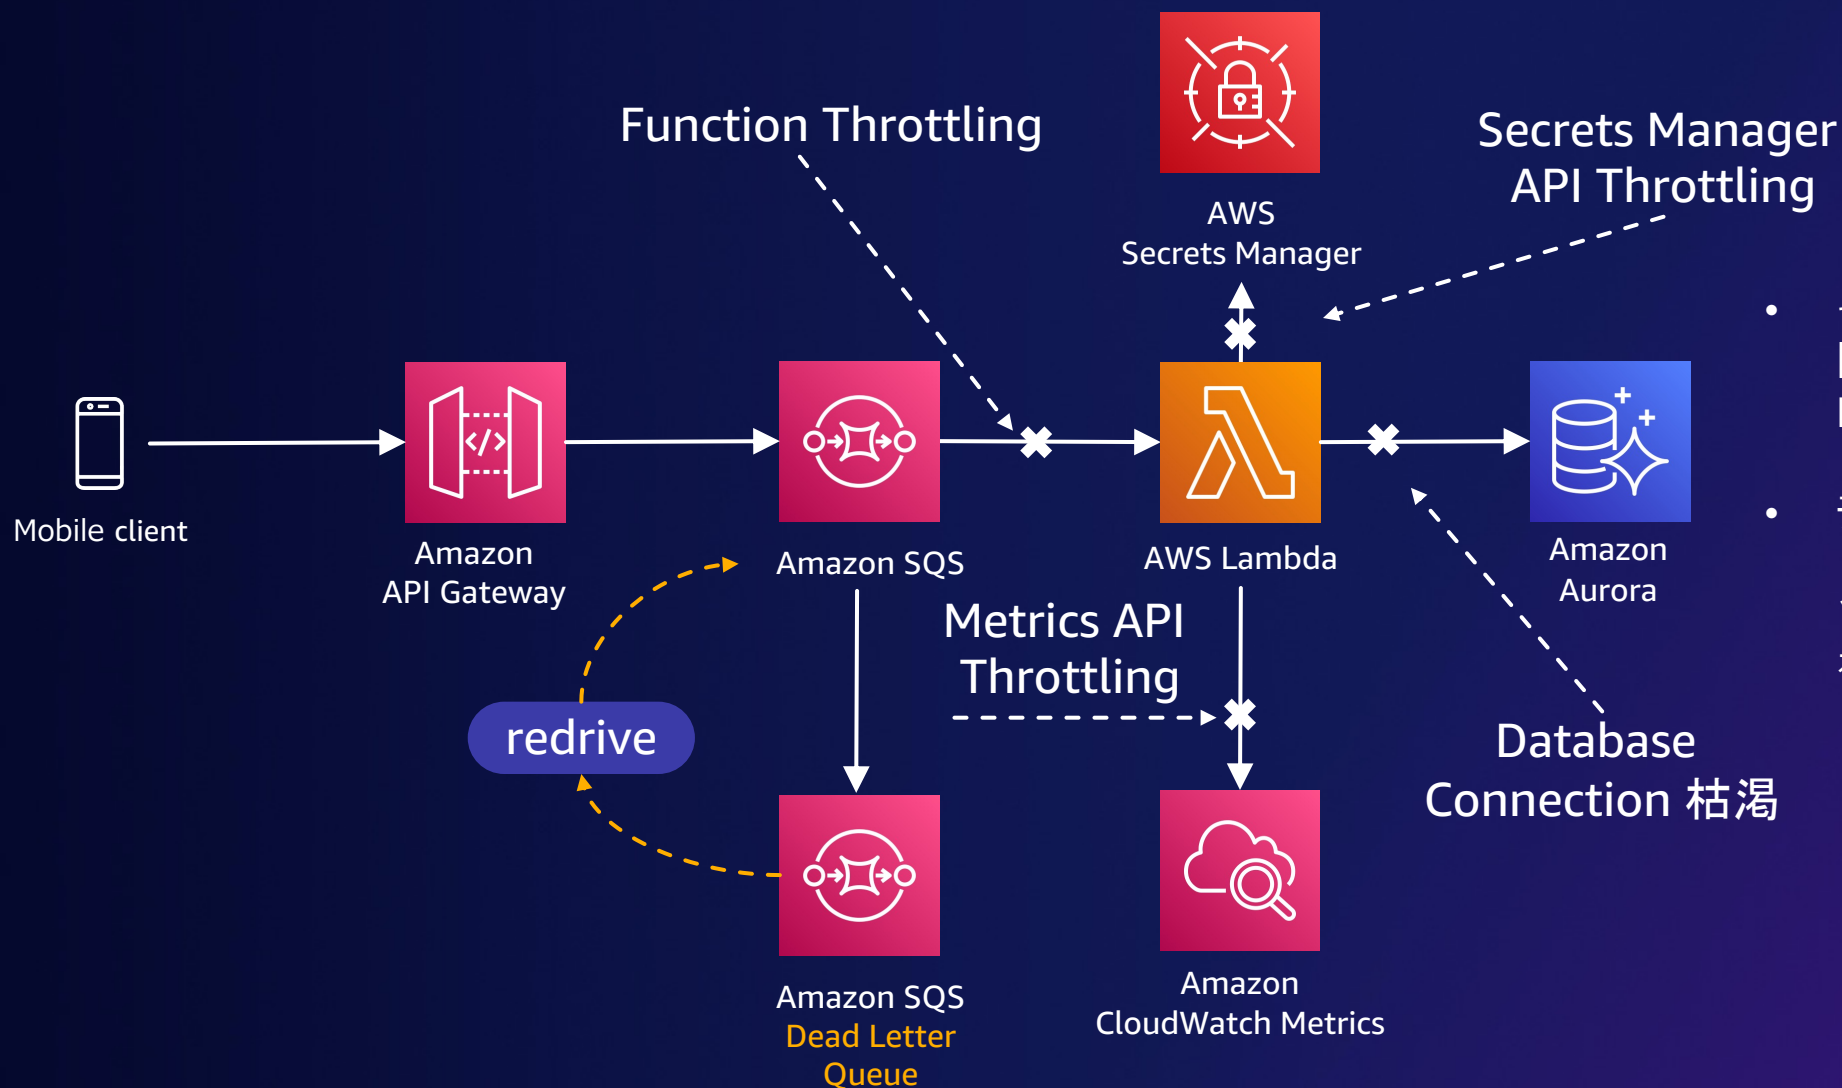 Function Throttling
AWS
Secrets Manager
Secrets Manager
API Throttling
Mobile client
Amazon
API Gateway
Amazon SQS
AWS Lambda
Amazon
Aurora
Metrics API
Throttling
redrive
Database
Connection 枯渇
Amazon SQS
Dead Letter
Queue
Amazon
CloudWatch Metrics